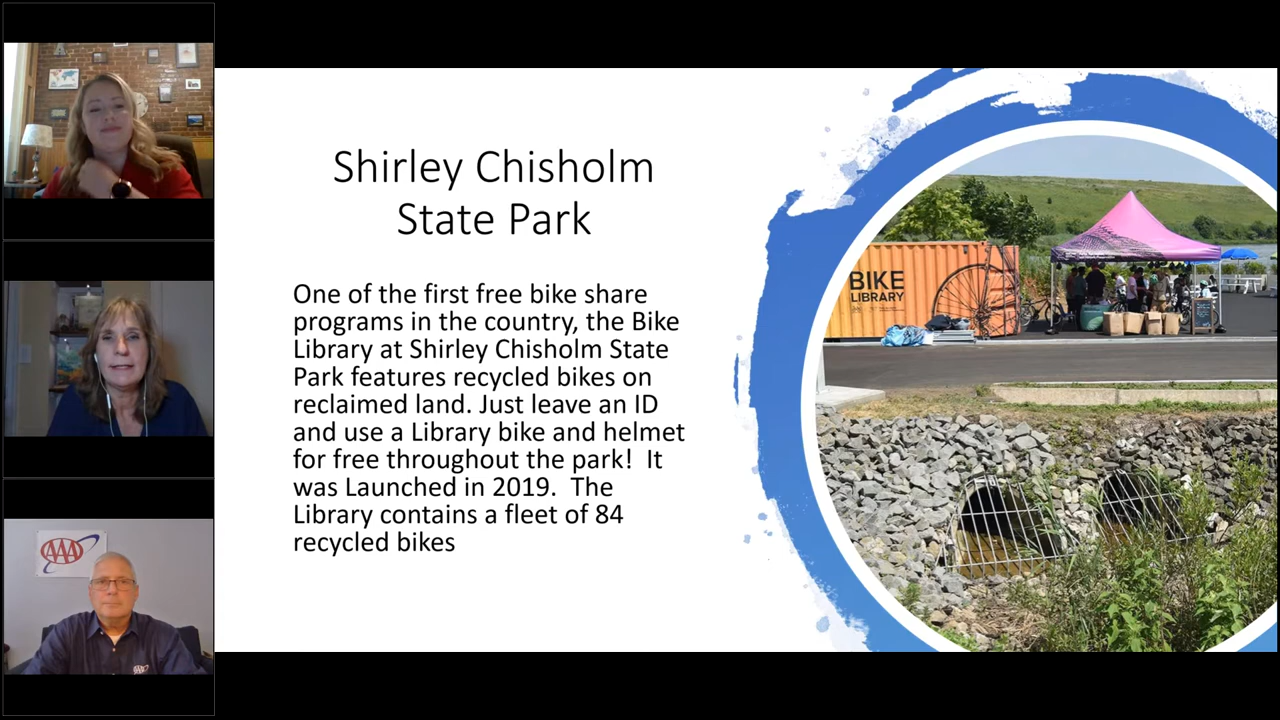 Shirley Chisholm
State Park
One of the first free bike share
programs in the country, the Bike
Library at Shirley Chisholm State
Park features recycled bikes on
reclaimed land. Just leave an ID
and use a Library bike and helmet
for free throughout the park!  It
was Launched in 2019.  The
Library contains a fleet of 84
recycled bikes
BIKE
LIBRARY
AAA
AAA